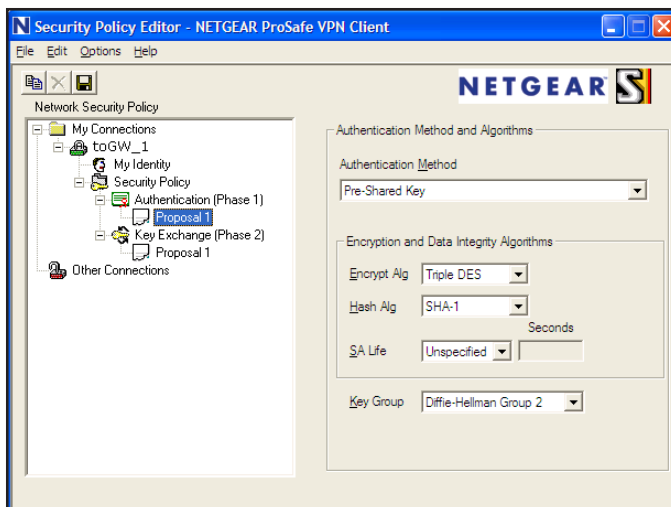 N Security Policy Editor - NETGEAR ProSafe VPN Client
File Edit Options Help
NETGEAR S
Network Security Policy
My Connections
toGW_1
My Identity
Security Policy
Authentication (Phase 1)
Proposal 1
Key Exchange (Phase 2)
Proposal 1
Other Connections
Authentication Method and Algorithms
Authentication Method
Pre-Shared Key
Encryption and Data Integrity Algorithms
Encrypt Alg Triple DES
Hash Alg SHA-1
Seconds
SA Life Unspecified
Key Group Diffie-Hellman Group 2